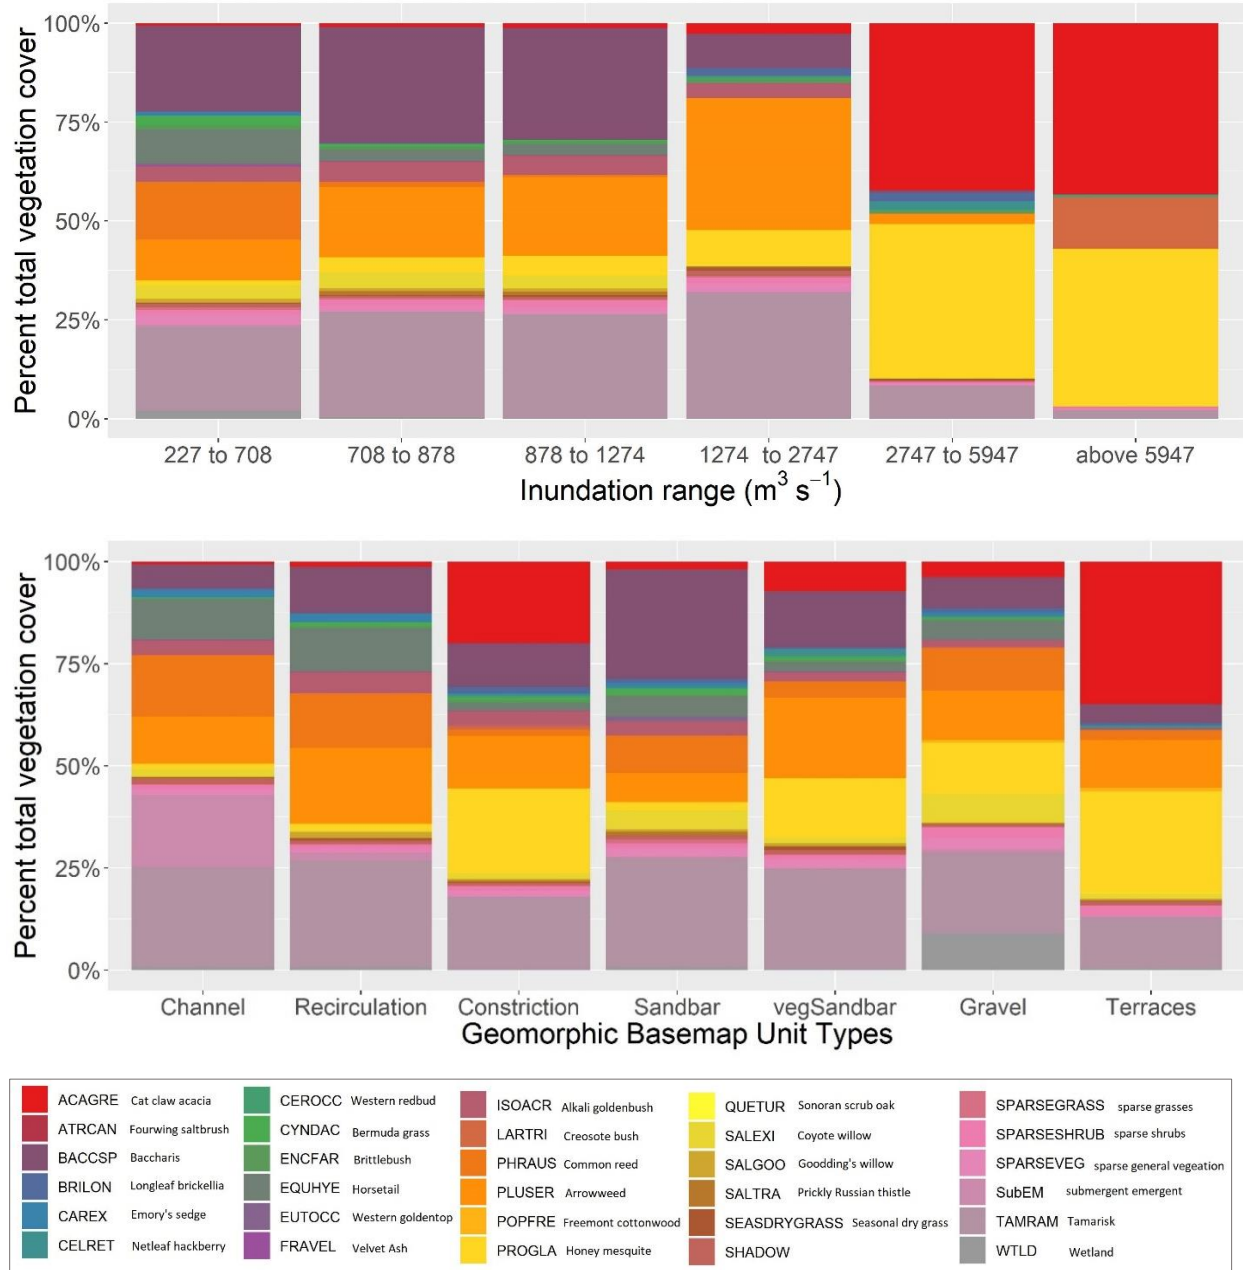 Percent total vegetation cover
100%
75%
50%
25%
0%
227 to 708 708 to 878 878 to 1274 1274 to 2747 2747 to 5947 above 5947
Inundation range (m³ s⁻¹)
Percent total vegetation cover
100%
75%
50%
25%
0%
Channel Recirculation Constriction Sandbar vegSandbar Gravel Terraces
Geomorphic Basemap Unit Types
ACAGRE Cat claw acacia
ATRCAN Fourwing saltbrush
BACCSP Baccharis
BRILON Longleaf brickellia
CAREX Emory's sedge
CELRET Netleaf hackberry
CEROCC Western redbud
CYNDAC Bermuda grass
ENCFAR Brittlebush
EQUHYE Horsetail
EUTOCC Western goldentop
FRAVEL Velvet Ash
ISOACR Alkali goldenbush
LARTRI Creosote bush
PHRAUS Common reed
PLUSER Arrowweed
POPFRE Freemont cottonwood
PROGLA Honey mesquite
QUETUR Sonoran scrub oak
SALEXI Coyote willow
SALGOO Goodding's willow
SALTRA Prickly Russian thistle
SEASDRYGRASS Seasonal dry grass
SHADOW
SPARSEGRASS sparse grasses
SPARSESHRUB sparse shrubs
SPARSEVEG sparse general vegeation
SubEM submergent emergent
TAMRAM Tamarisk
WTLD Wetland